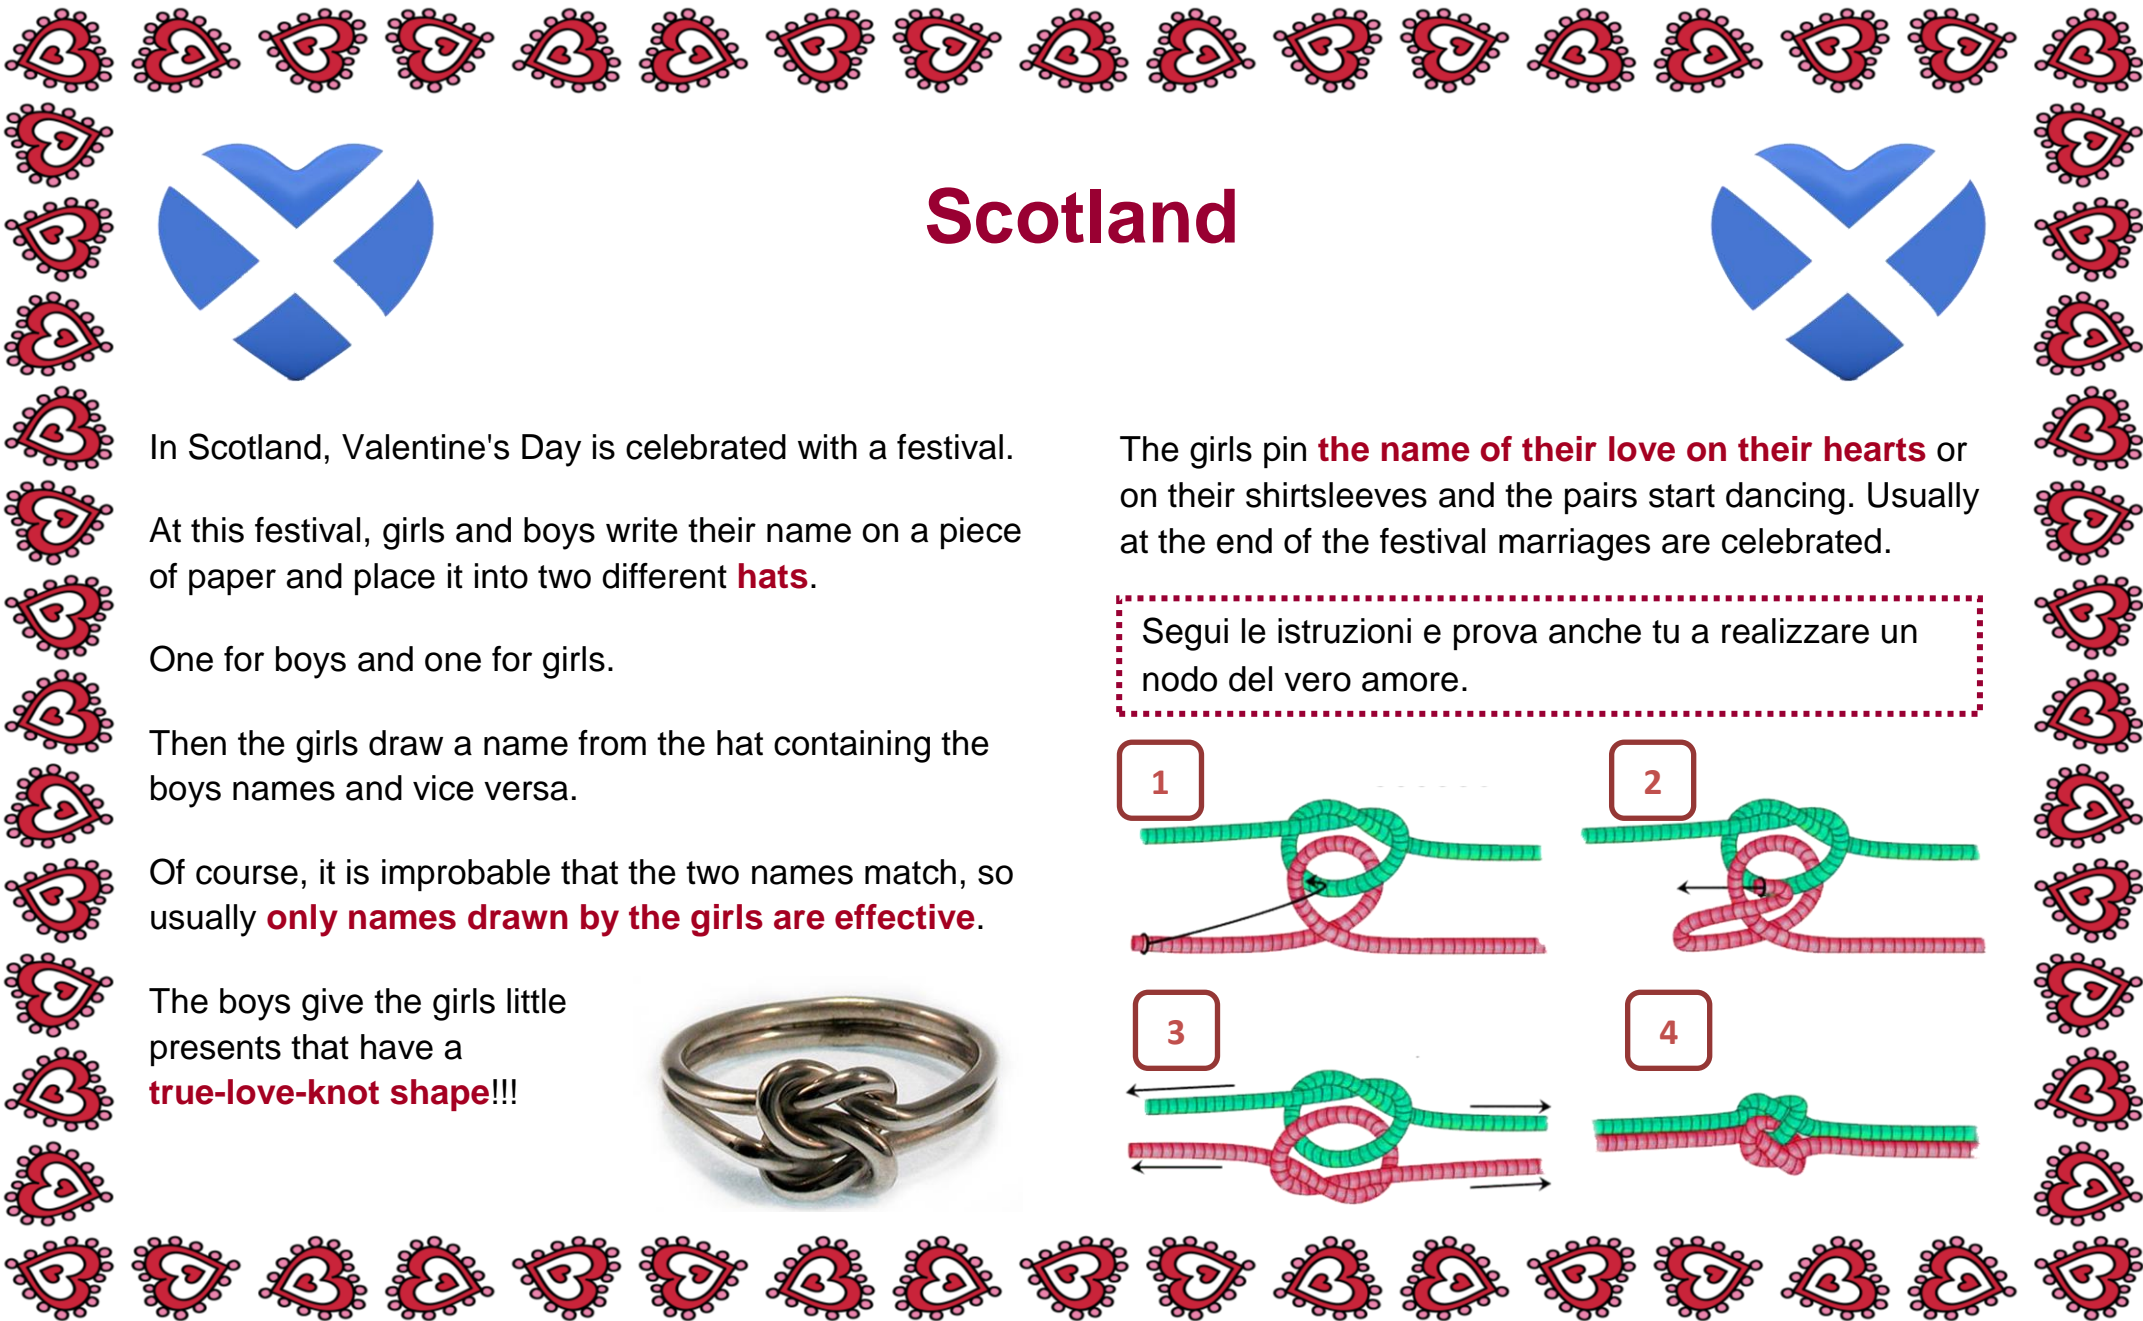 Scotland
In Scotland, Valentine's Day is celebrated with a festival.
At this festival, girls and boys write their name on a piece
of paper and place it into two different hats.
One for boys and one for girls.
Then the girls draw a name from the hat containing the
boys names and vice versa.
Of course, it is improbable that the two names match, so
usually only names drawn by the girls are effective.
The boys give the girls little
presents that have a
true-love-knot shape!!!
The girls pin the name of their love on their hearts or
on their shirtsleeves and the pairs start dancing. Usually
at the end of the festival marriages are celebrated.
Segui le istruzioni e prova anche tu a realizzare un
nodo del vero amore.
1
2
3
4